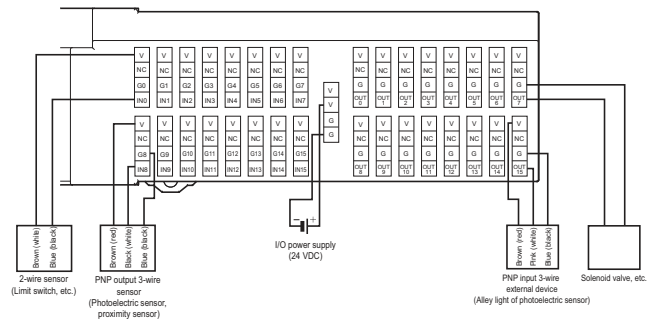 V V V V V V V V V V V V V V V V
NC NC NC NC NC NC NC NC NC NC NC NC NC NC NC NC
G0 G1 G2 G3 G4 G5 G6 G7 G G G G G G G G
IN0 IN1 IN2 IN3 IN4 IN5 IN6 IN7 OUT 0 OUT 1 OUT 2 OUT 3 OUT 4 OUT 5 OUT 6 OUT 7
V
V
G
G
V V V V V V V V V V V V V V V V
NC NC NC NC NC NC NC NC NC NC NC NC NC NC NC NC
G8 G9 G10 G11 G12 G13 G14 G15 G G G G G G G G
IN8 IN9 IN10 IN11 IN12 IN13 IN14 IN15 OUT 8 OUT 9 OUT 10 OUT 11 OUT 12 OUT 13 OUT 14 OUT 15
Brown (white)
Blue (black)
2-wire sensor
(Limit switch, etc.)
Brown (red)
Black (white)
Blue (black)
PNP output 3-wire
sensor
(Photoelectric sensor,
proximity sensor)
− +
I/O power supply
(24 VDC)
Brown (red)
Pink (white)
Blue (black)
PNP input 3-wire
external device
(Alley light of photoelectric sensor)
Solenoid valve, etc.